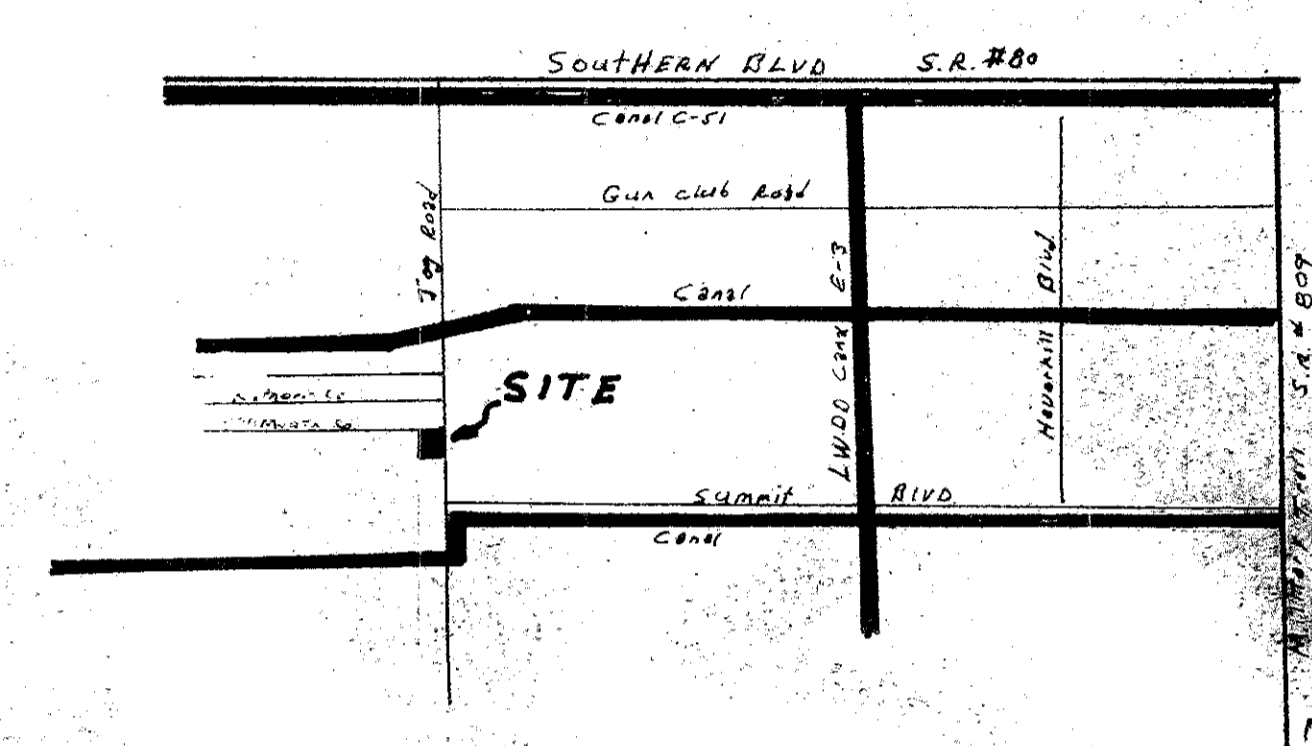 SOUTHERN BLVD S.R. #80
Canal C-51
Gun club Road
Jog Road
Canal
LWDD Canal E-3
Haverhill Blvd
S.R. # 809
SITE
Summit BLVD
Canal